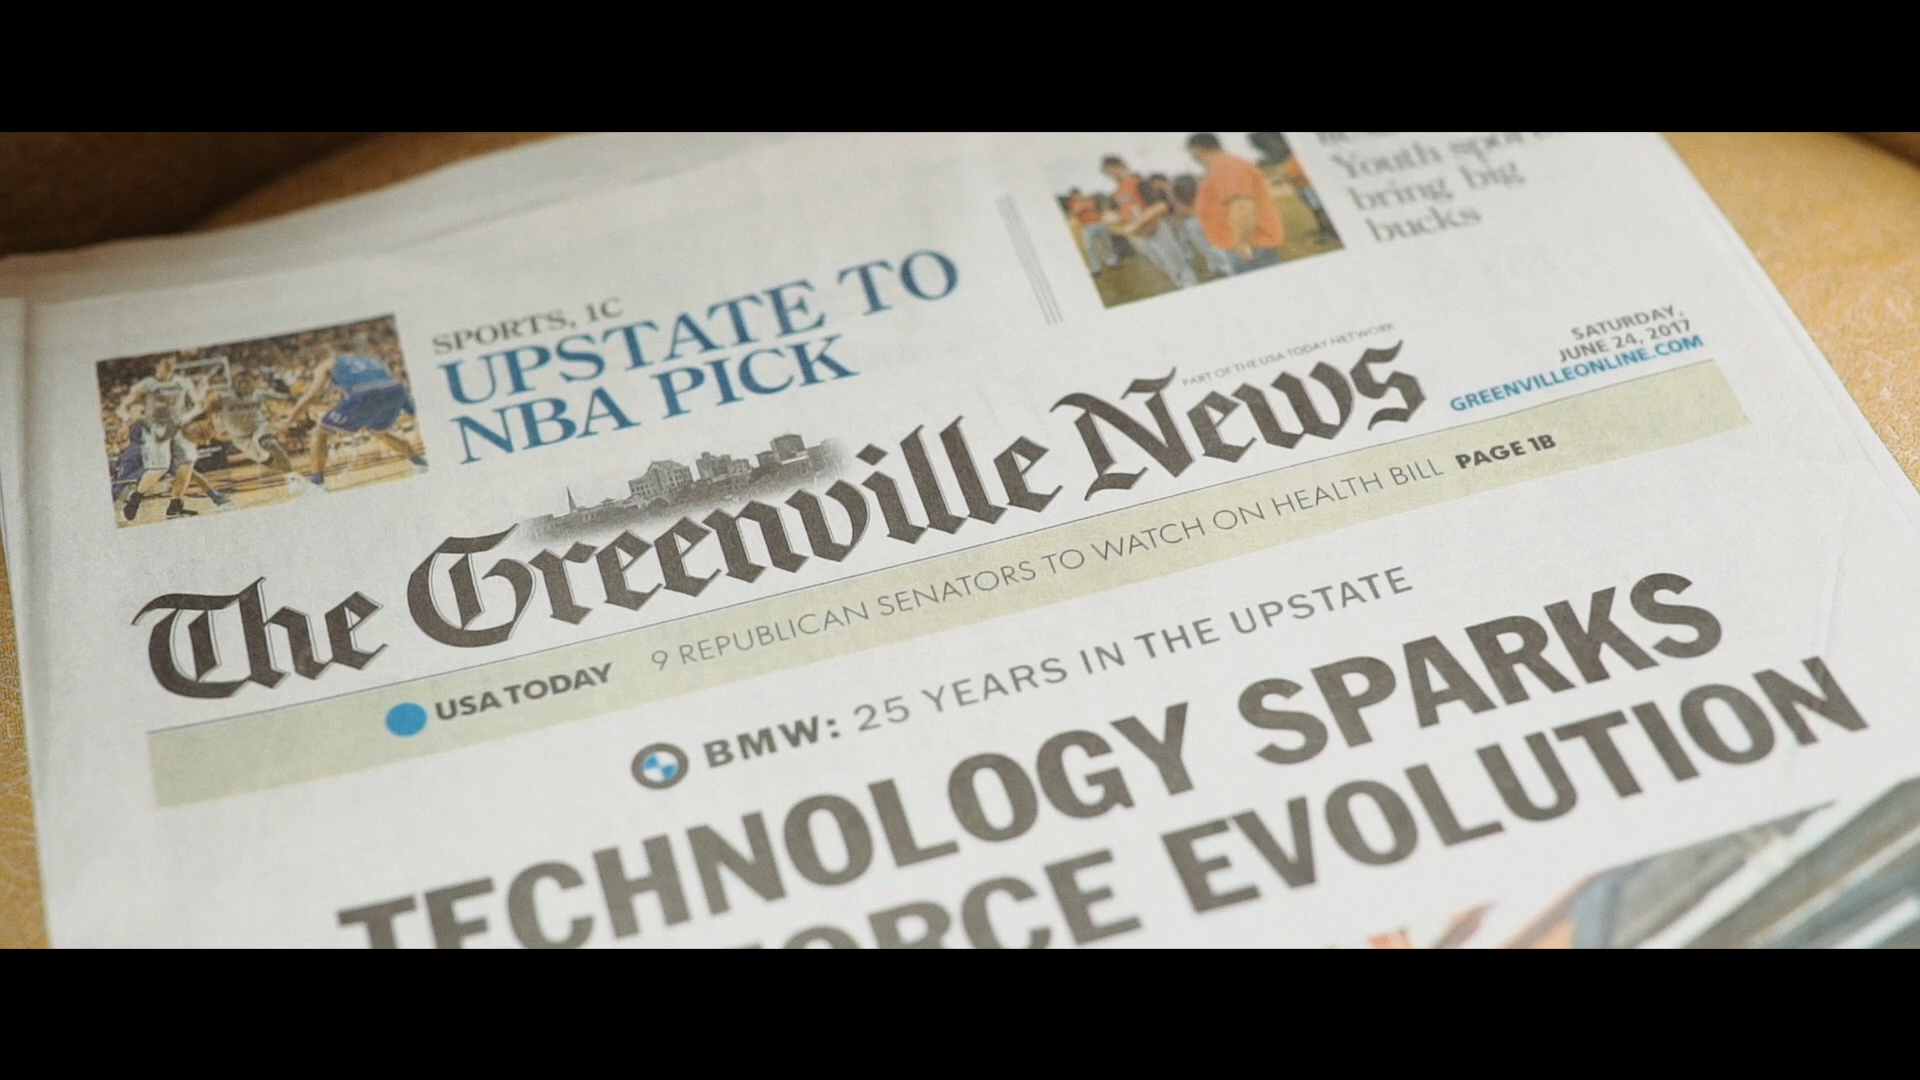 Youth sports
bring big
bucks
SPORTS, 1C
UPSTATE TO
NBA PICK
PART OF THE USA TODAY NETWORK
SATURDAY,
JUNE 24, 2017
GREENVILLEONLINE.COM
The Greenville News
USA TODAY 9 REPUBLICAN SENATORS TO WATCH ON HEALTH BILL PAGE 1B
BMW: 25 YEARS IN THE UPSTATE
TECHNOLOGY SPARKS
EVOLUTION